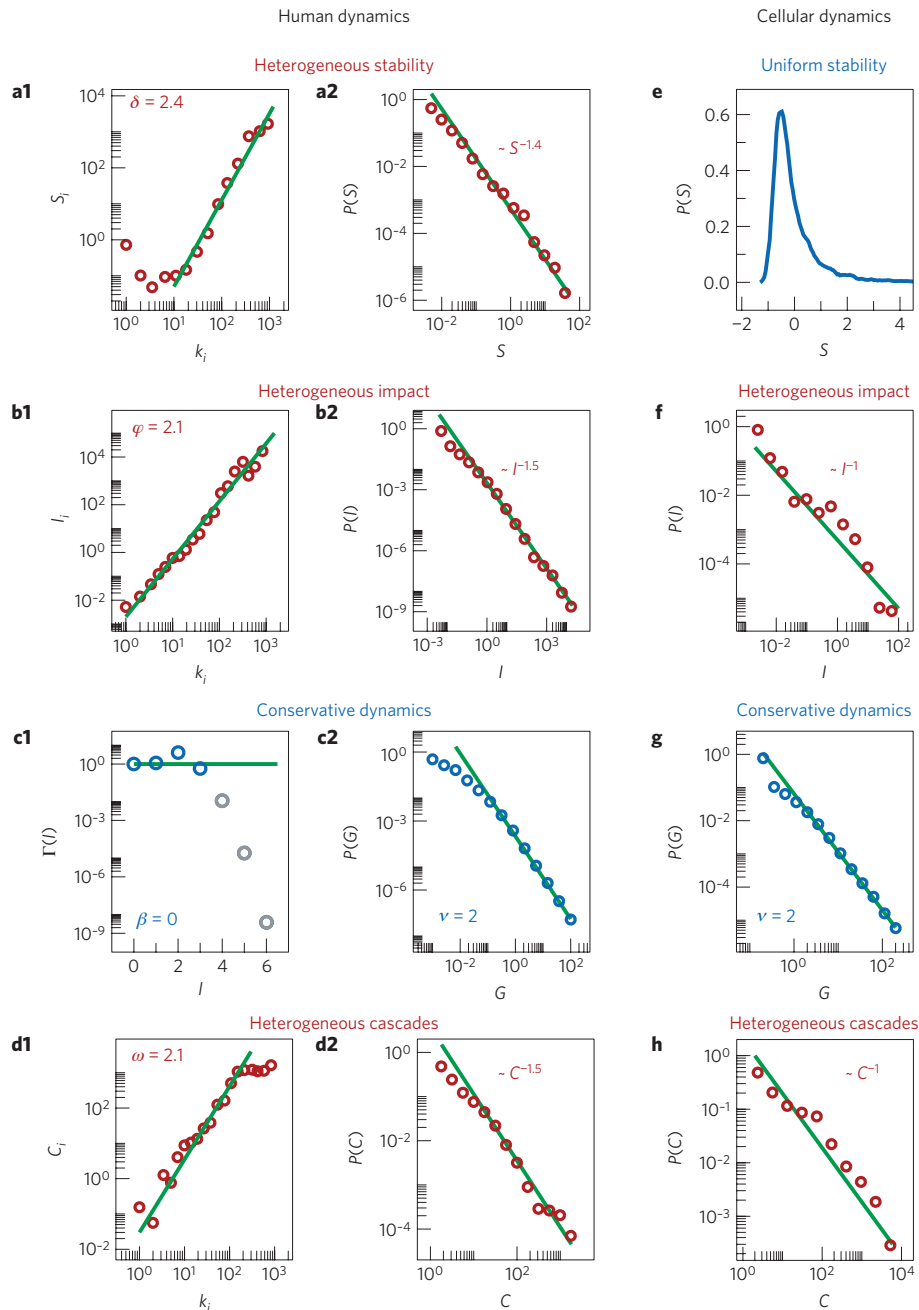 Human dynamics
Cellular dynamics
Heterogeneous stability
Uniform stability
a1
δ = 2.4
10^4
10^2
10^0
S_i
10^0 10^1 10^2 10^3
k_i
a2
~ S^−1.4
10^0
10^−2
10^−4
10^−6
P(S)
10^−2 10^0 10^2
S
e
0.6
0.4
0.2
0.0
P(S)
−2 0 2 4
S
Heterogeneous impact
Heterogeneous impact
b1
φ = 2.1
10^4
10^2
10^0
10^−2
I_i
10^0 10^1 10^2 10^3
k_i
b2
~ I^−1.5
10^0
10^−3
10^−6
10^−9
P(I)
10^−3 10^0 10^3
I
f
~ I^−1
10^0
10^−2
10^−4
P(I)
10^−2 10^0 10^2
I
Conservative dynamics
Conservative dynamics
c1
10^0
10^−3
10^−6
10^−9
Γ(l)
β = 0
0 2 4 6
l
c2
10^0
10^−3
10^−6
P(G)
ν = 2
10^−2 10^0 10^2
G
g
10^0
10^−2
10^−4
P(G)
ν = 2
10^0 10^2
G
Heterogeneous cascades
Heterogeneous cascades
d1
ω = 2.1
10^2
10^0
10^−2
C_i
10^0 10^1 10^2 10^3
k_i
d2
~ C^−1.5
10^0
10^−2
10^−4
P(C)
10^0 10^2
C
h
~ C^−1
10^0
10^−1
10^−2
10^−3
P(C)
10^0 10^2 10^4
C